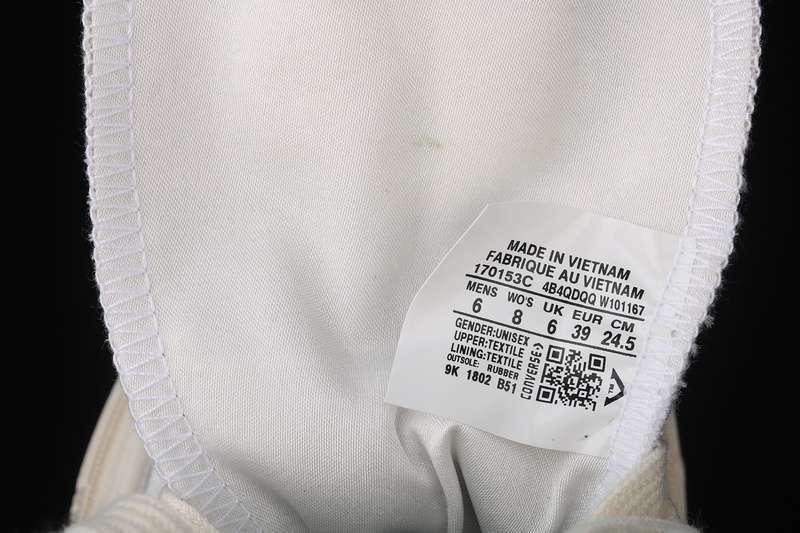 MADE IN VIETNAM
FABRIQUE AU VIETNAM
170153C 4B4QDQQ W101167
MENS WO'S UK EUR CM
6 8 6 39 24.5
GENDER:UNISEX
UPPER:TEXTILE
LINING:TEXTILE
OUTSOLE: RUBBER
9K 1802 B51
CONVERSE